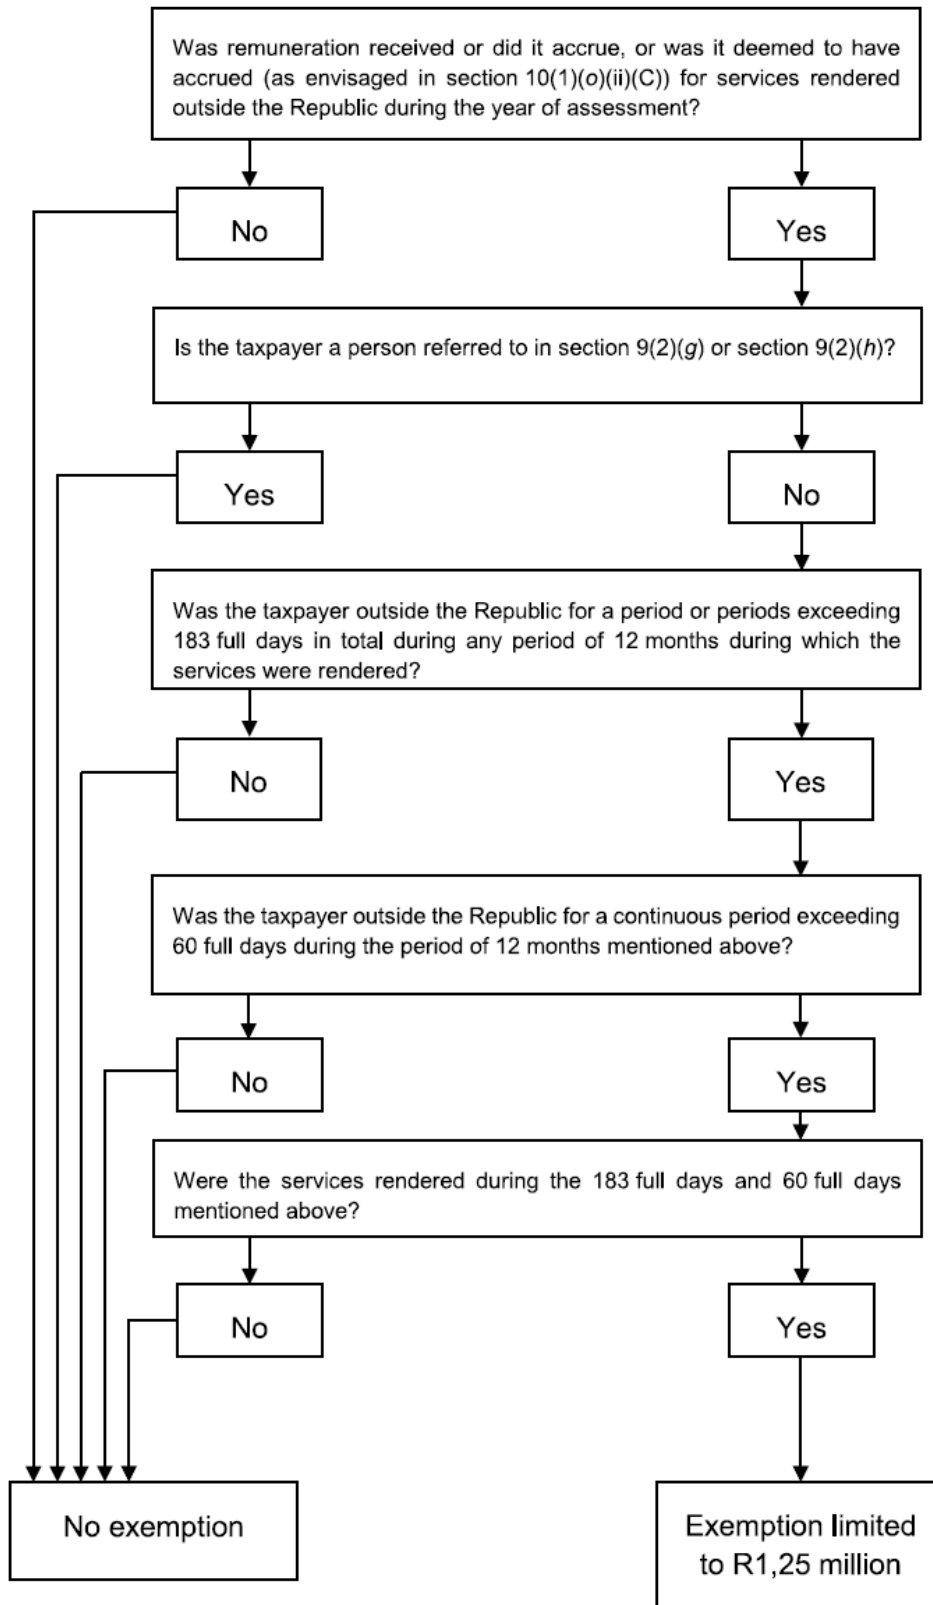 Was remuneration received or did it accrue, or was it deemed to have
accrued (as envisaged in section 10(1)(o)(ii)(C)) for services rendered
outside the Republic during the year of assessment?
No
Yes
Is the taxpayer a person referred to in section 9(2)(g) or section 9(2)(h)?
Yes
No
Was the taxpayer outside the Republic for a period or periods exceeding
183 full days in total during any period of 12 months during which the
services were rendered?
No
Yes
Was the taxpayer outside the Republic for a continuous period exceeding
60 full days during the period of 12 months mentioned above?
No
Yes
Were the services rendered during the 183 full days and 60 full days
mentioned above?
No
Yes
No exemption
Exemption limited
to R1,25 million